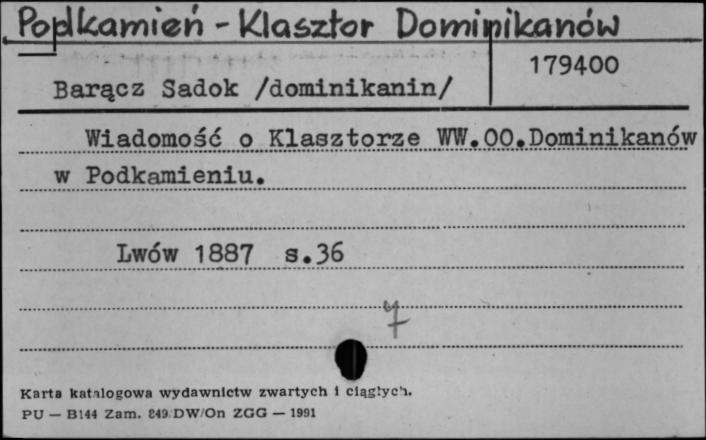 Podkamień - Klasztor Dominikanów
179400
Barącz Sadok /dominikanin/
Wiadomość o Klasztorze WW.OO.Dominikanów
w Podkamieniu.
Lwów 1887 s.36
7
Karta katalogowa wydawnictw zwartych i ciągłych.
PU — B144 Zam. 849/DW/On ZGG — 1991